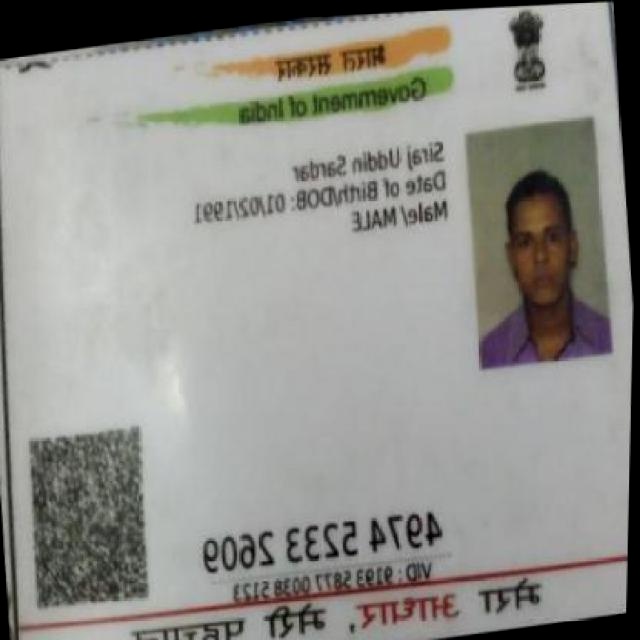 भारत सरकार
Government of India
Siraj Uddin Sardar
Date of Birth/DOB: 01/02/1991
Male/ MALE
4974 5233 2609
VID: 9193 5877 0038 5123
मेरा आधार, मेरी पहचान